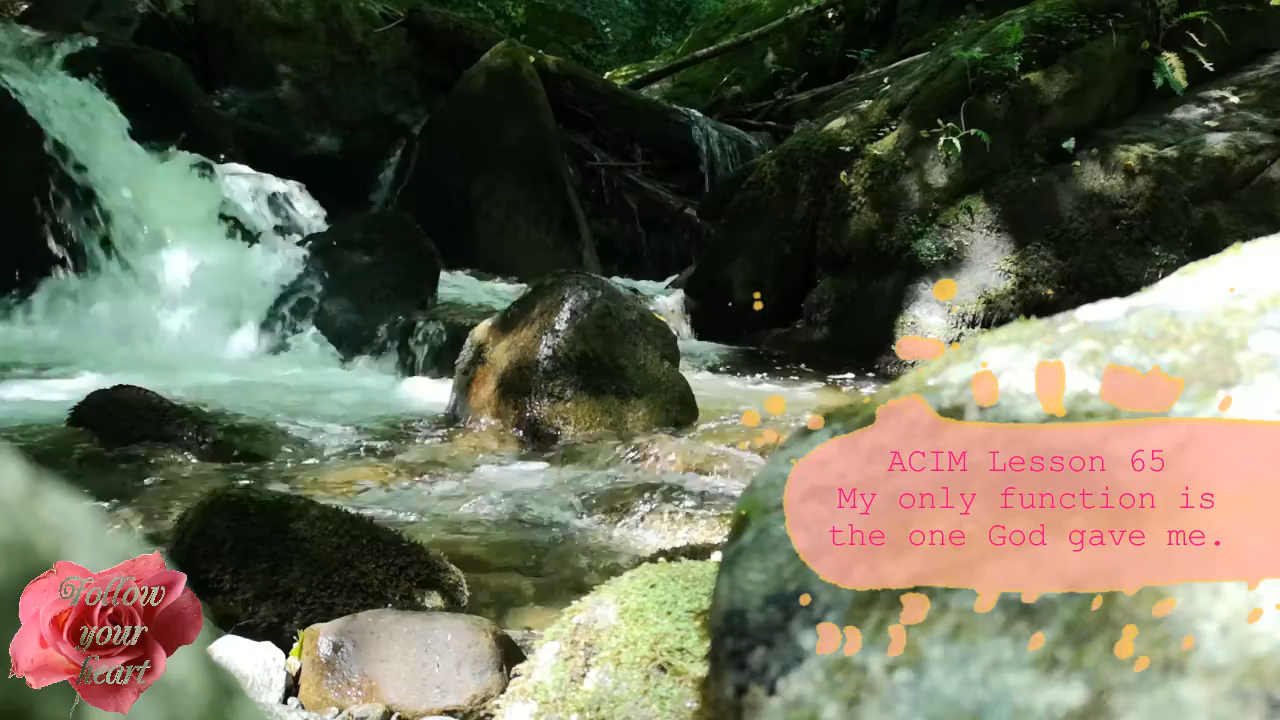 ACIM Lesson 65
My only function is
the one God gave me.
Follow
your
heart